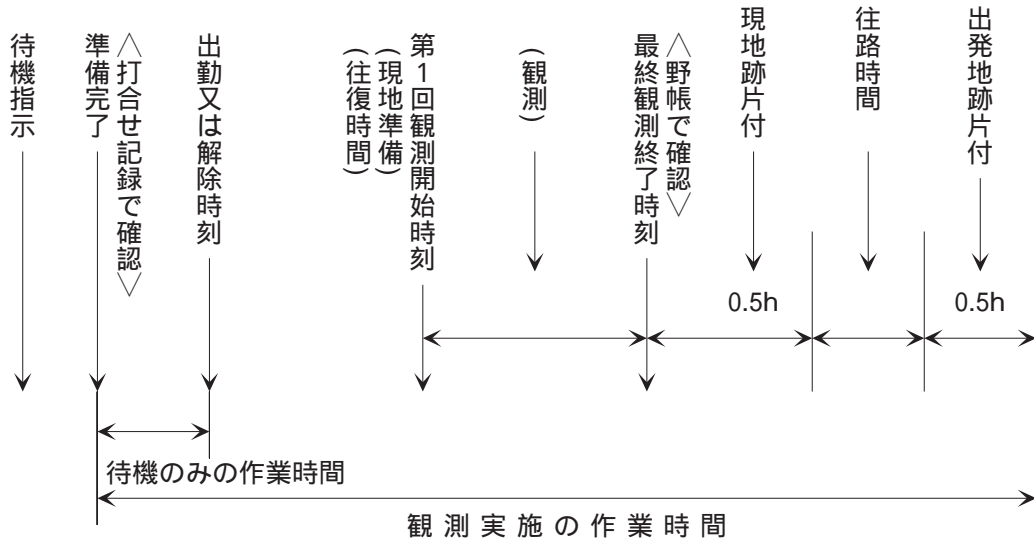 待機指示
準備完了
〈打合せ記録で確認〉
出勤又は解除時刻
(往復時間)
(現地準備)
第1回観測開始時刻
(観測)
最終観測終了時刻
〈野帳で確認〉
現地跡片付
往路時間
出発地跡片付
0.5h
0.5h
待機のみの作業時間
観測実施の作業時間